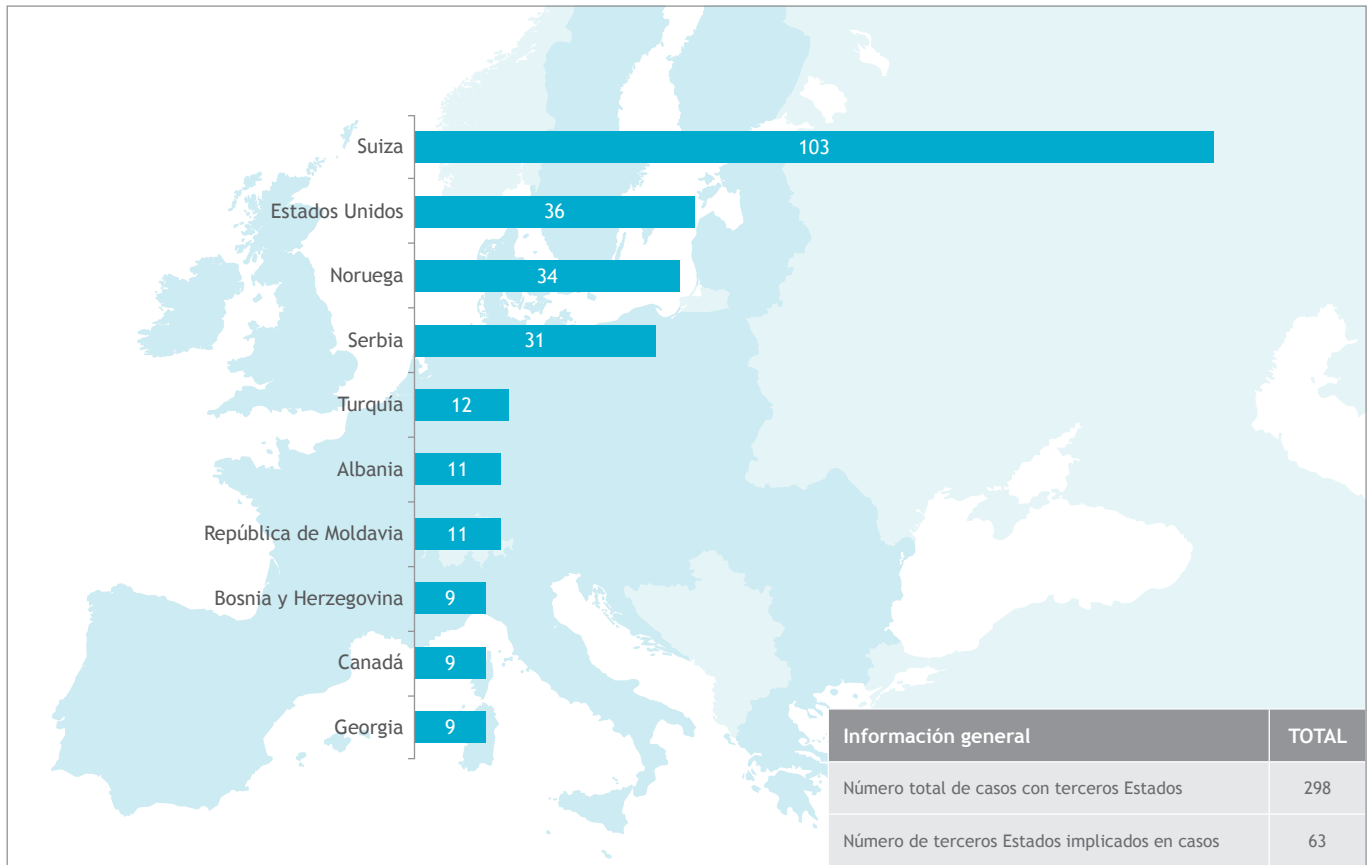 Suiza 103
Estados Unidos 36
Noruega 34
Serbia 31
Turquía 12
Albania 11
República de Moldavia 11
Bosnia y Herzegovina 9
Canadá 9
Georgia 9
Información general TOTAL
Número total de casos con terceros Estados 298
Número de terceros Estados implicados en casos 63